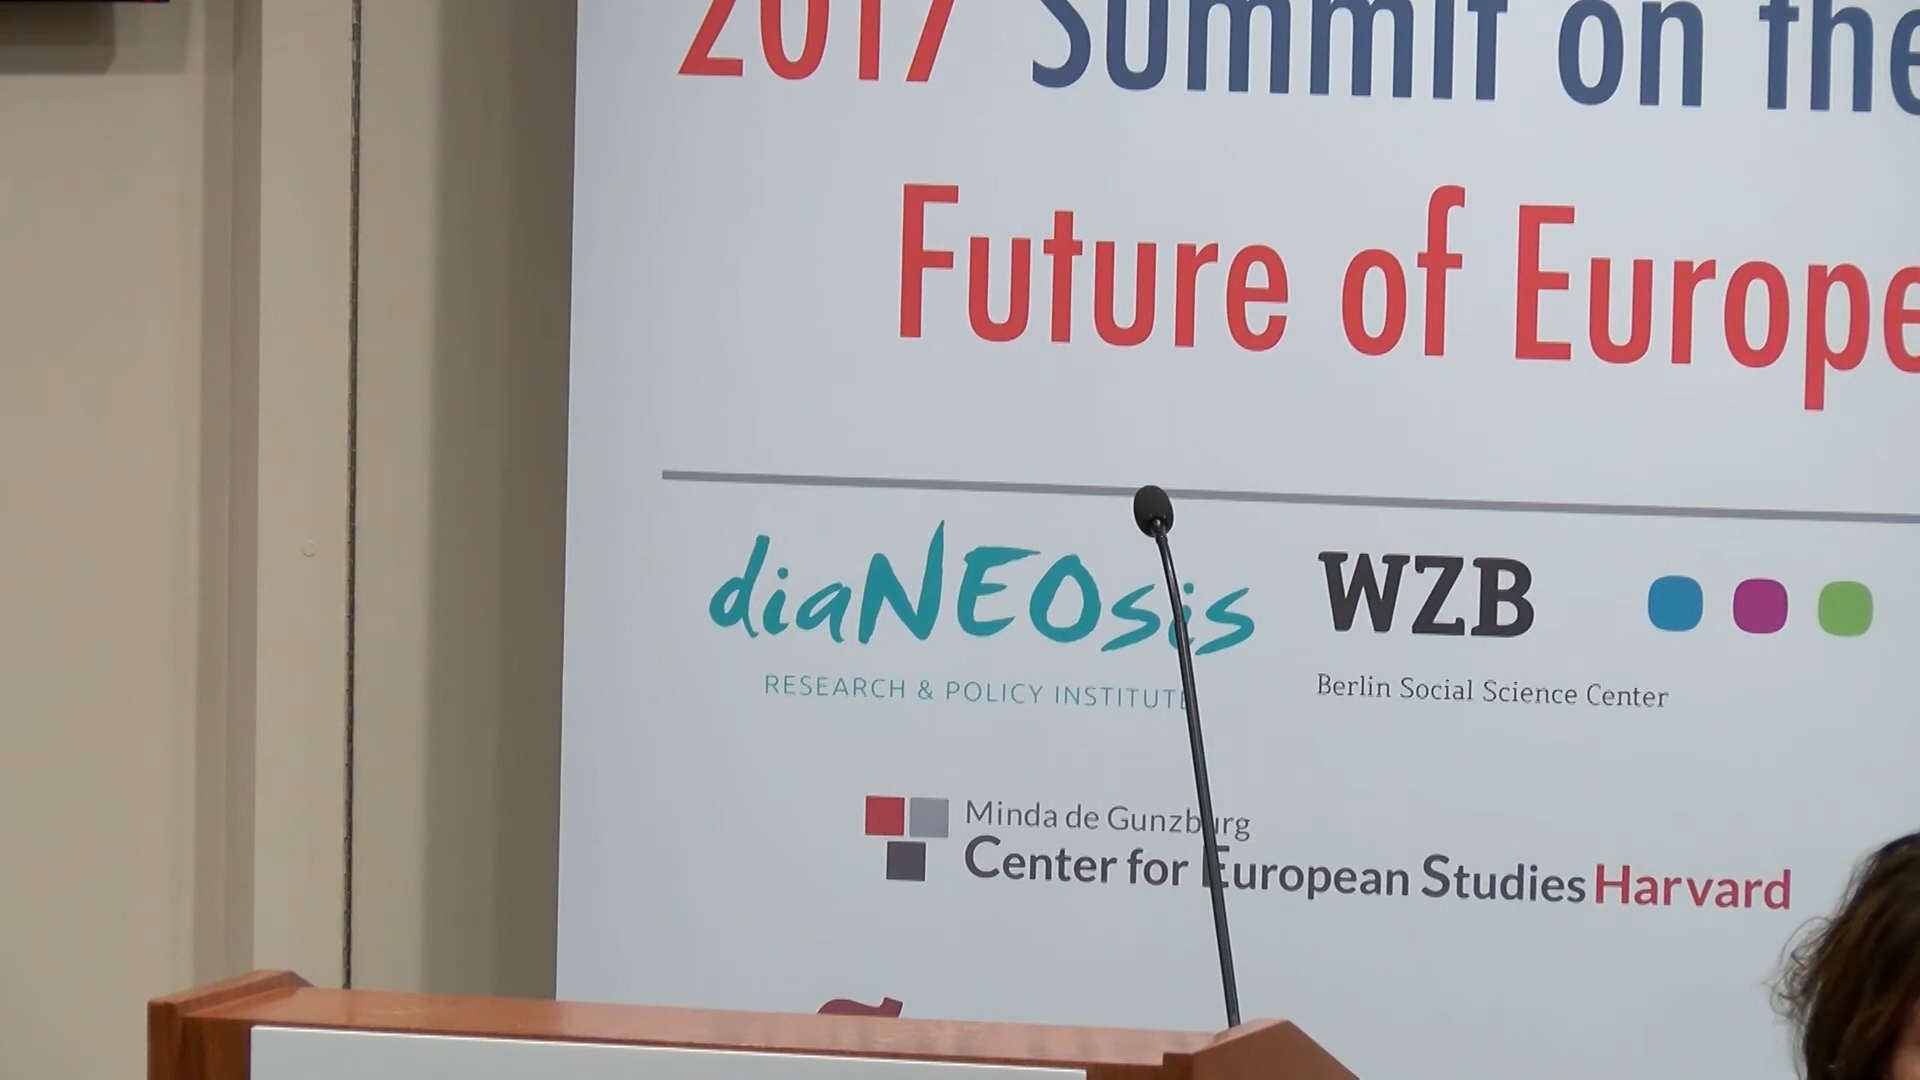 2017 Summit on the
Future of Europe
diaNEOsis
RESEARCH & POLICY INSTITUTE
WZB
Berlin Social Science Center
Minda de Gunzburg
Center for European Studies Harvard